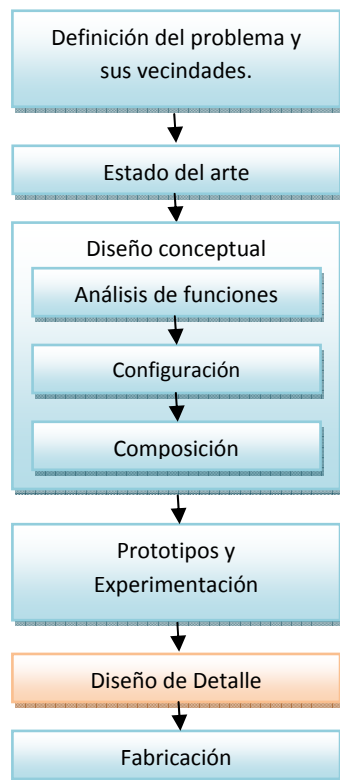 Definición del problema y
sus vecindades.
Estado del arte
Diseño conceptual
Análisis de funciones
Configuración
Composición
Prototipos y
Experimentación
Diseño de Detalle
Fabricación